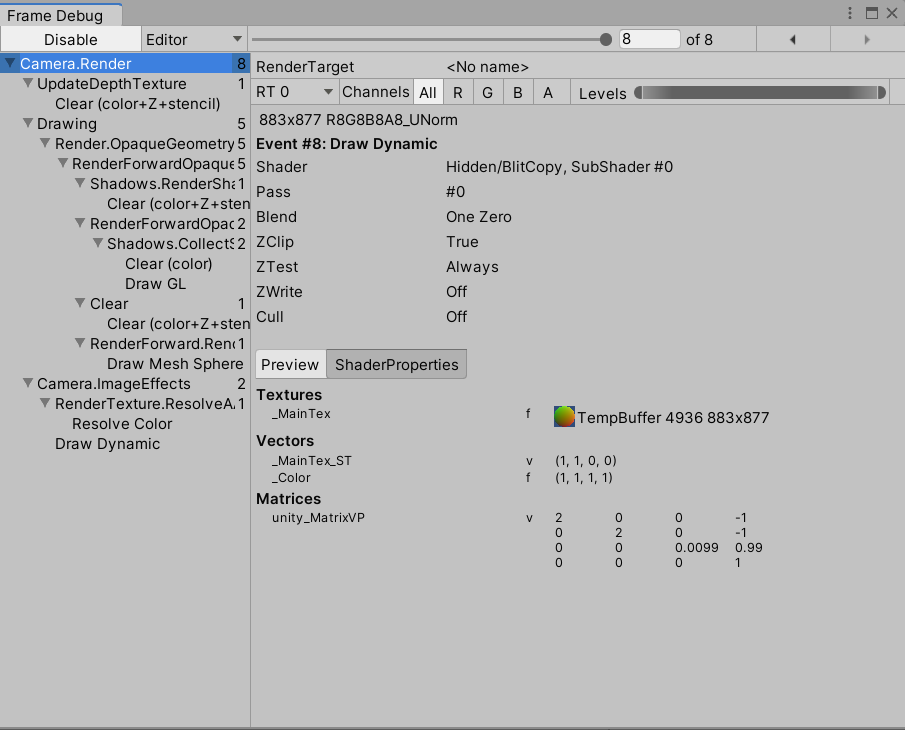 Frame Debug
Disable
Editor
8
of 8
Camera.Render 8
UpdateDepthTexture 1
Clear (color+Z+stencil)
Drawing 5
Render.OpaqueGeometry 5
RenderForwardOpaque 5
Shadows.RenderSha 1
Clear (color+Z+sten
RenderForwardOpac 2
Shadows.CollectS 2
Clear (color)
Draw GL
Clear 1
Clear (color+Z+sten
RenderForward.Renc 1
Draw Mesh Sphere
Camera.ImageEffects 2
RenderTexture.ResolveA. 1
Resolve Color
Draw Dynamic
RenderTarget <No name>
RT 0 Channels All R G B A Levels
883x877 R8G8B8A8_UNorm
Event #8: Draw Dynamic
Shader Hidden/BlitCopy, SubShader #0
Pass #0
Blend One Zero
ZClip True
ZTest Always
ZWrite Off
Cull Off
Preview ShaderProperties
Textures
_MainTex f TempBuffer 4936 883x877
Vectors
_MainTex_ST v (1, 1, 0, 0)
_Color f (1, 1, 1, 1)
Matrices
unity_MatrixVP v 2 0 0 -1
0 2 0 -1
0 0 0.0099 0.99
0 0 0 1